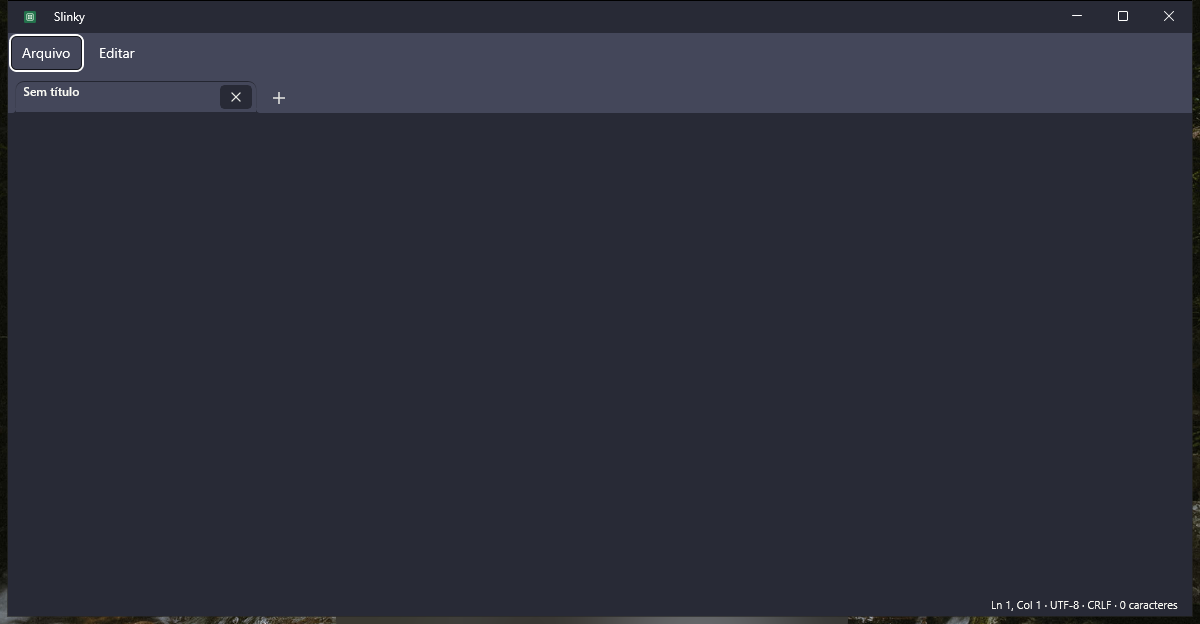 Slinky
Arquivo Editar
Sem título
Ln 1, Col 1 · UTF-8 · CRLF · 0 caracteres